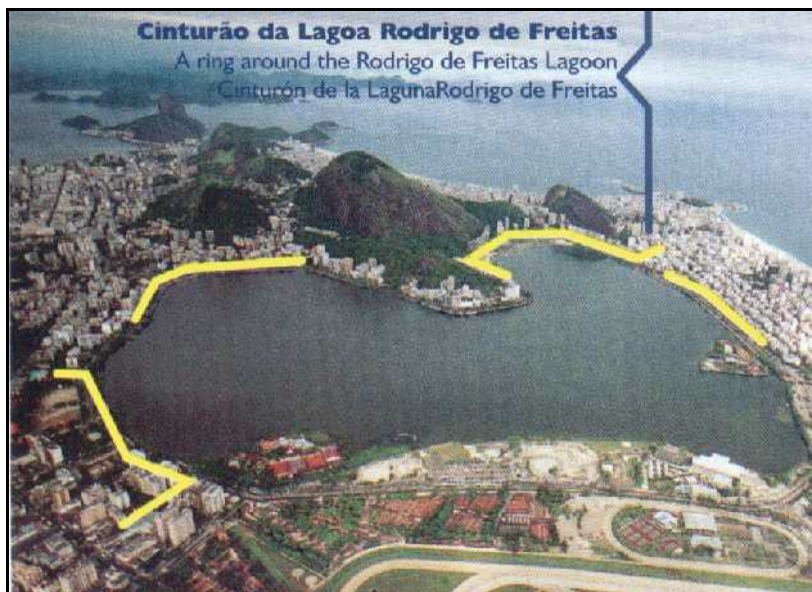 Cinturão da Lagoa Rodrigo de Freitas
A ring around the Rodrigo de Freitas Lagoon
Cinturón de la LagunaRodrigo de Freitas